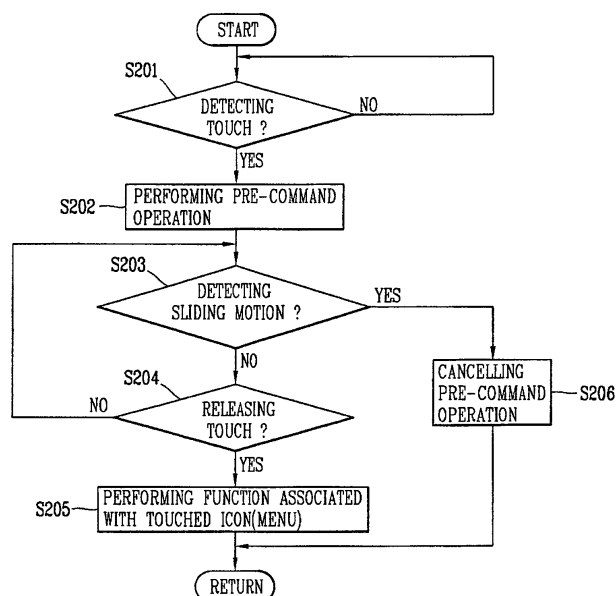 START
S201
DETECTING
TOUCH ?
NO
YES
S202
PERFORMING PRE-COMMAND
OPERATION
S203
DETECTING
SLIDING MOTION ?
YES
NO
S204
RELEASING
TOUCH ?
NO
YES
CANCELLING
PRE-COMMAND
OPERATION
S206
S205
PERFORMING FUNCTION ASSOCIATED
WITH TOUCHED ICON(MENU)
RETURN